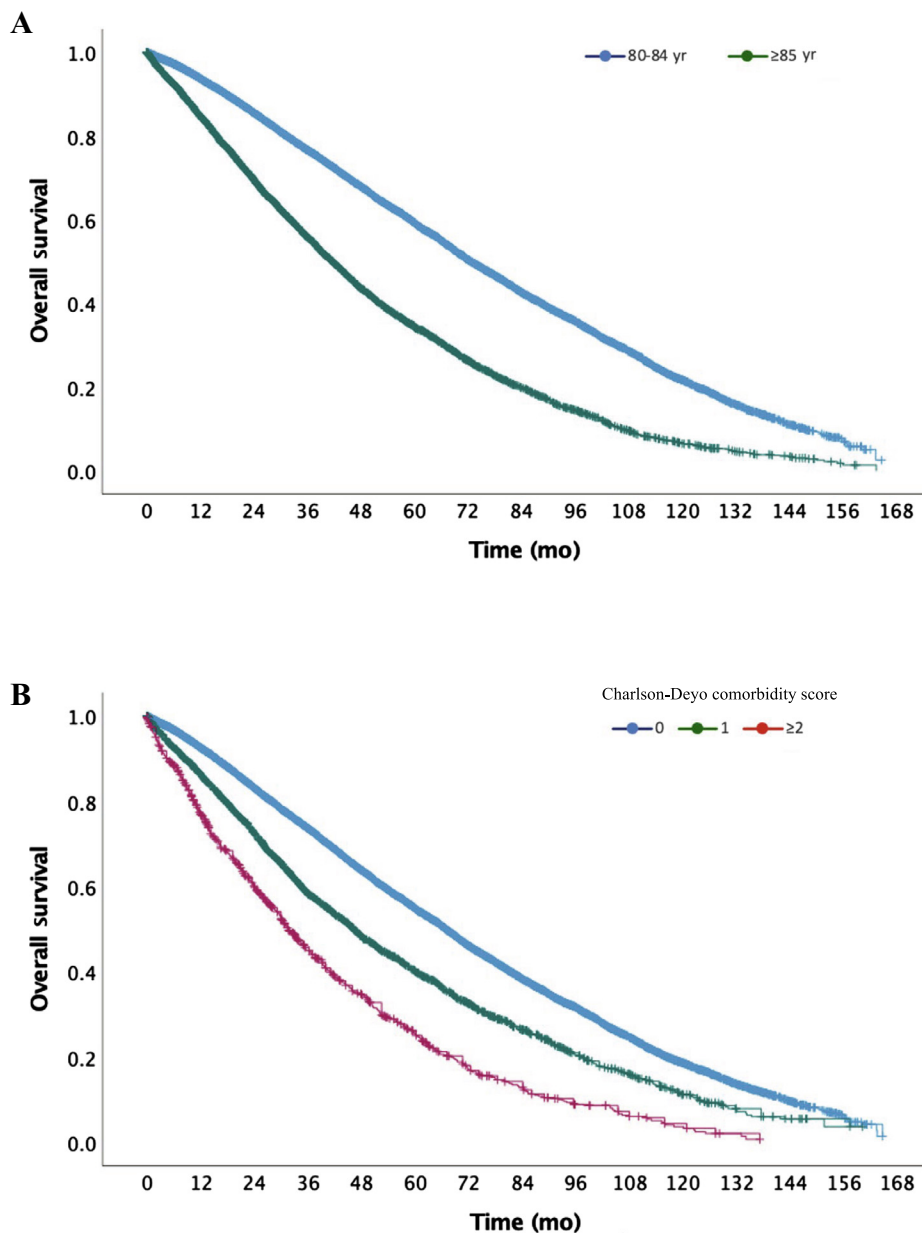 A
80-84 yr ≥85 yr
1.0
0.8
0.6
0.4
0.2
0.0
Overall survival
0 12 24 36 48 60 72 84 96 108 120 132 144 156 168
Time (mo)
B
Charlson-Deyo comorbidity score
0 1 ≥2
1.0
0.8
0.6
0.4
0.2
0.0
Overall survival
0 12 24 36 48 60 72 84 96 108 120 132 144 156 168
Time (mo)